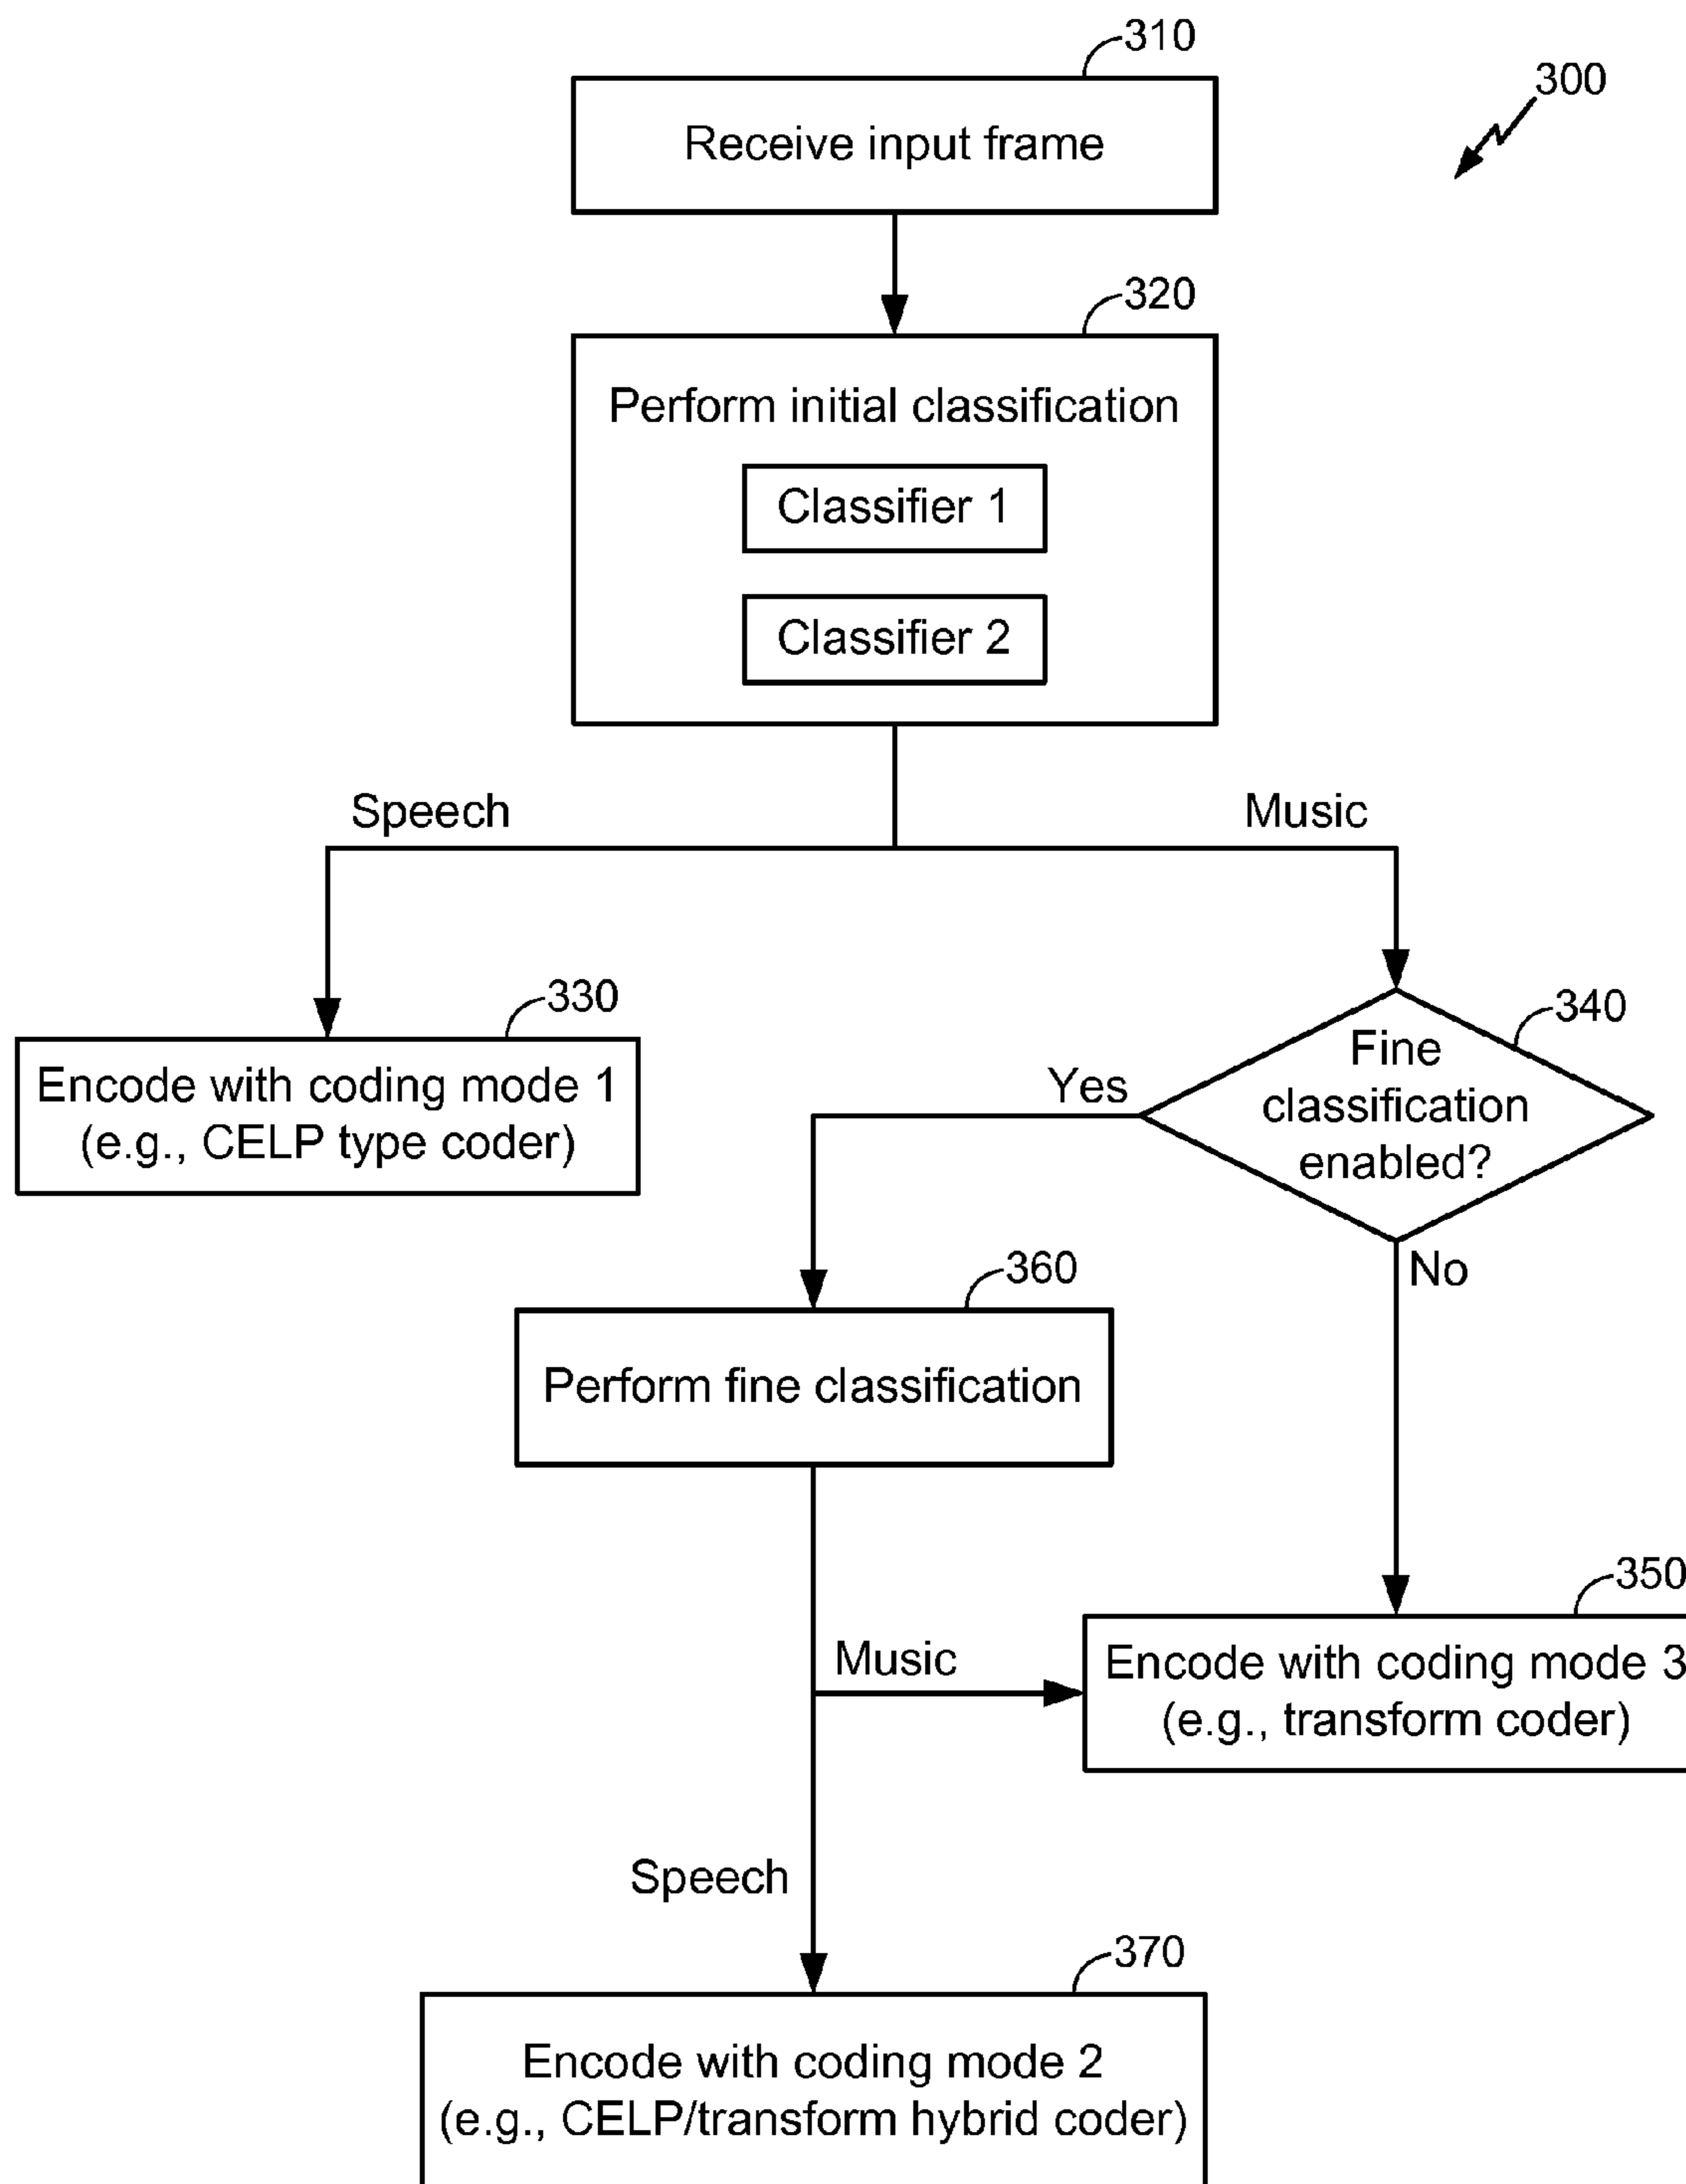 310
300
Receive input frame
320
Perform initial classification
Classifier 1
Classifier 2
Speech
Music
330
340
Encode with coding mode 1
(e.g., CELP type coder)
Fine
classification
enabled?
Yes
No
360
Perform fine classification
350
Music
Encode with coding mode 3
(e.g., transform coder)
Speech
370
Encode with coding mode 2
(e.g., CELP/transform hybrid coder)